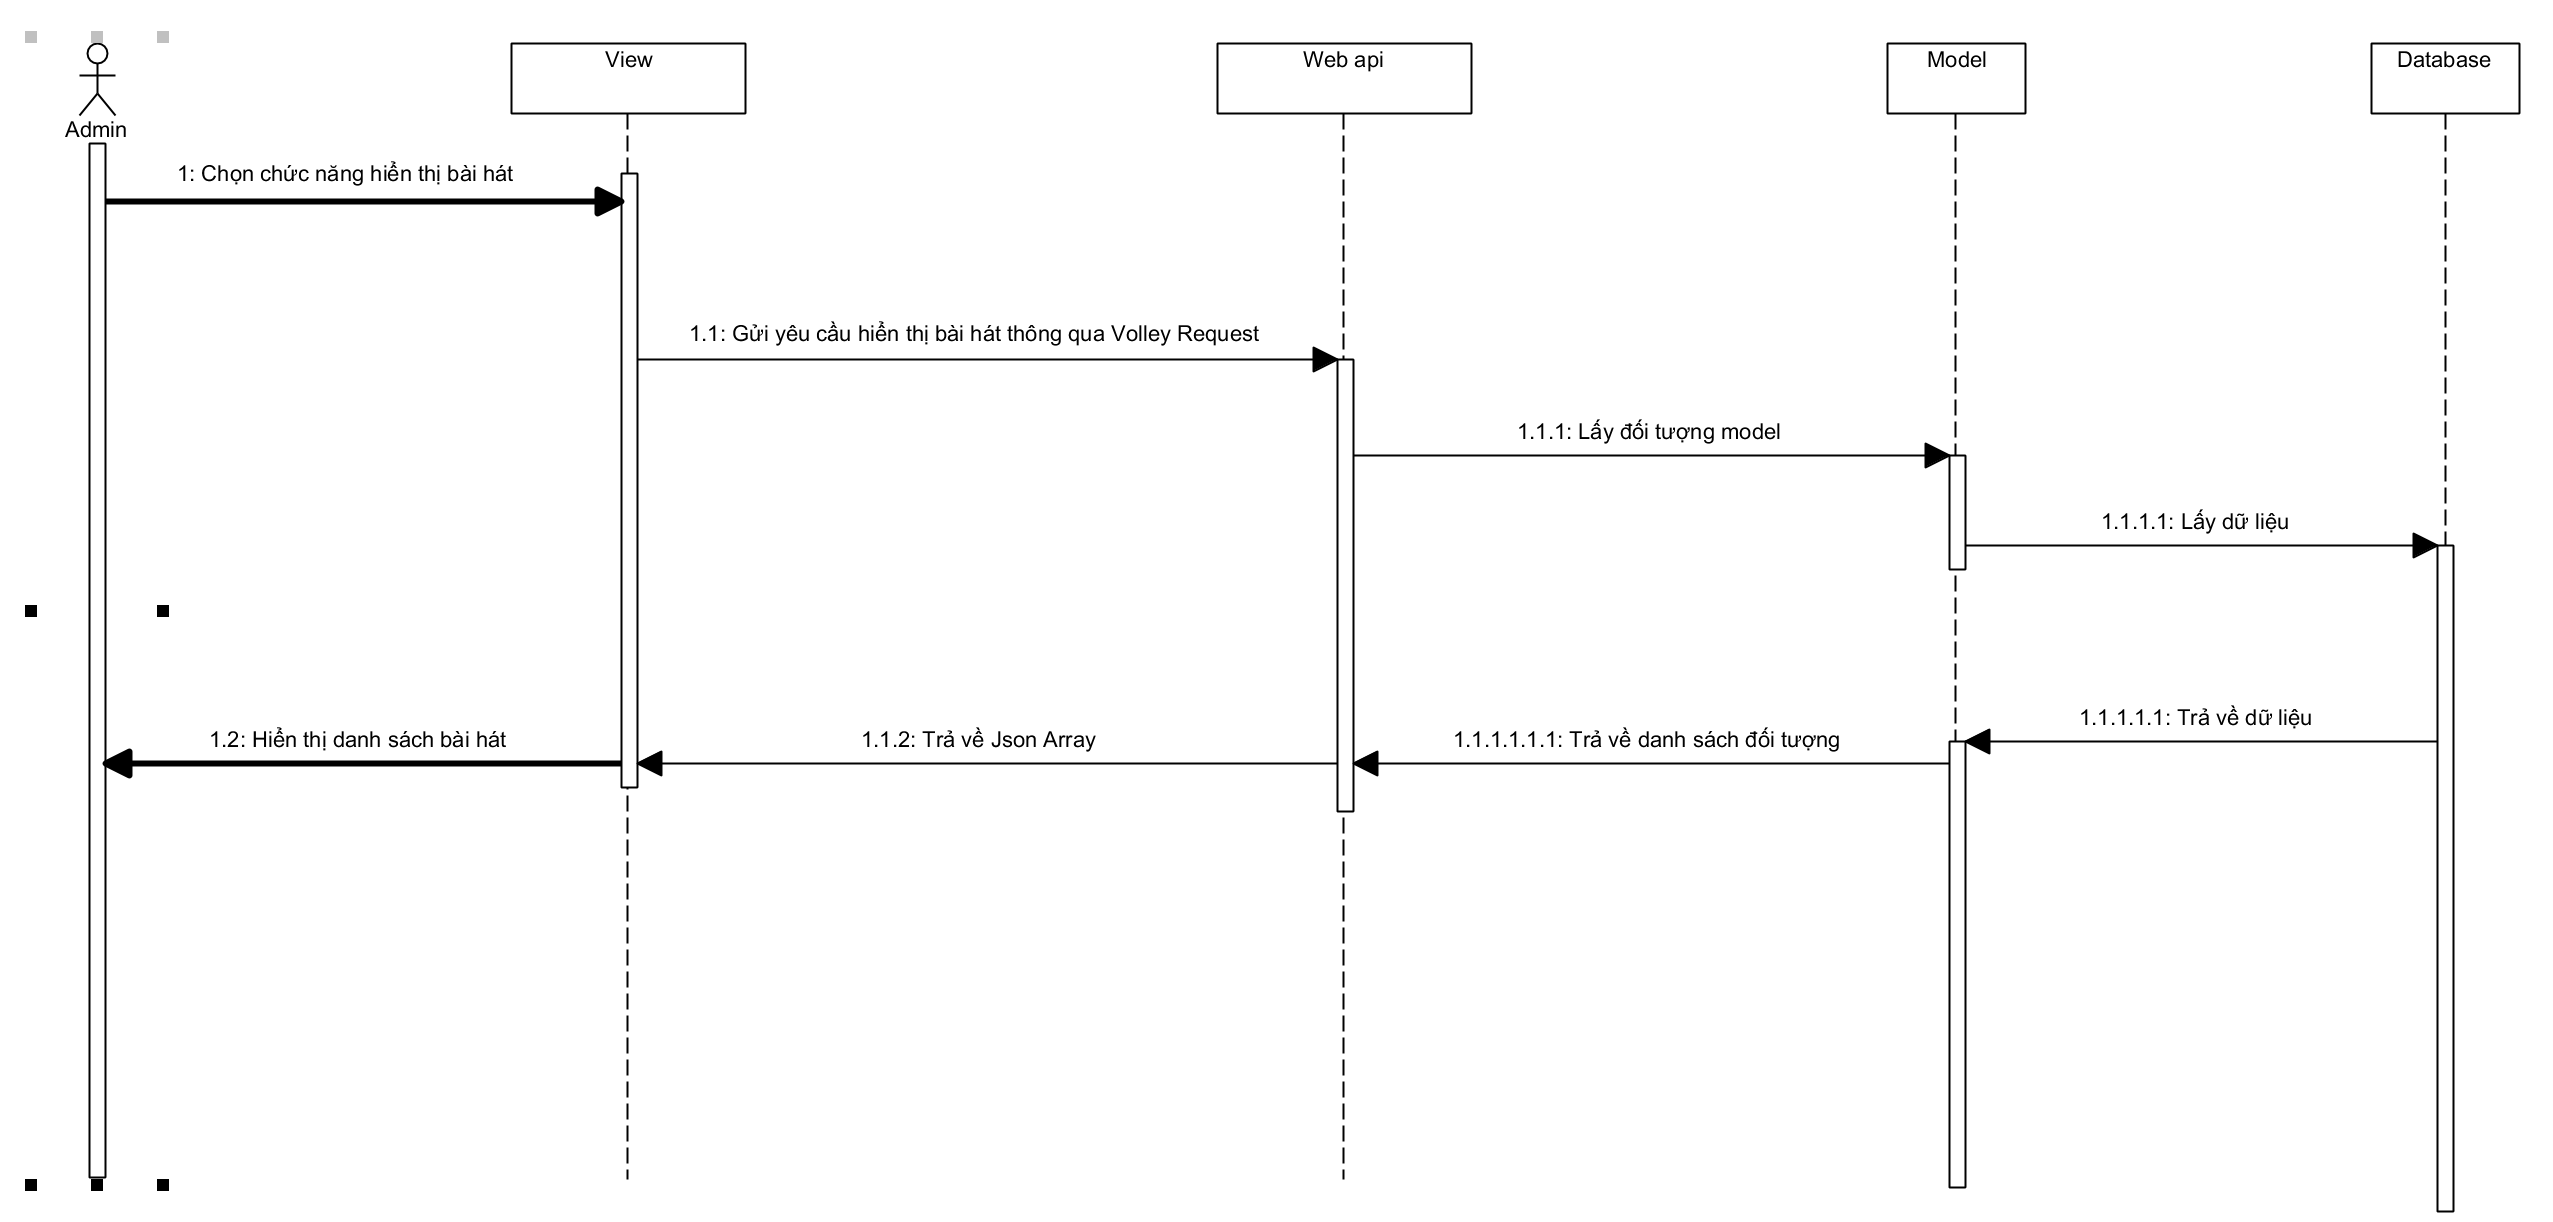 View
Web api
Model
Database
Admin
1: Chọn chức năng hiển thị bài hát
1.1: Gửi yêu cầu hiển thị bài hát thông qua Volley Request
1.1.1: Lấy đối tượng model
1.1.1.1: Lấy dữ liệu
1.1.1.1.1: Trả về dữ liệu
1.2: Hiển thị danh sách bài hát
1.1.2: Trả về Json Array
1.1.1.1.1.1: Trả về danh sách đối tượng